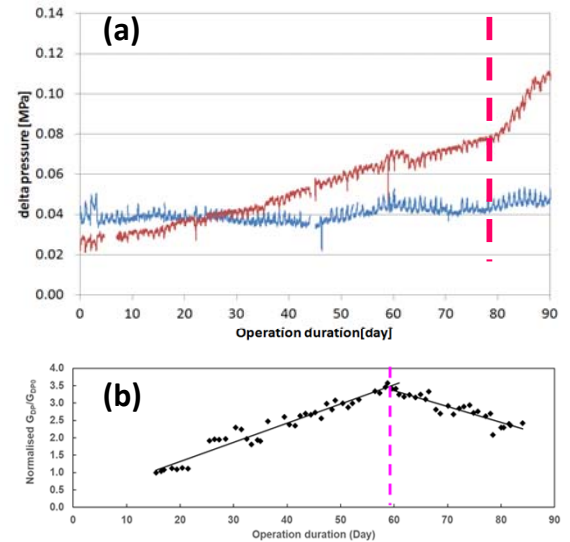 (a)
delta pressure [MPa]
0.14
0.12
0.10
0.08
0.06
0.04
0.02
0.00
0 10 20 30 40 50 60 70 80 90
Operation duration[day]
(b)
Normalised GDP/GDP0
4.0
3.5
3.0
2.5
2.0
1.5
1.0
0.5
0.0
0 10 20 30 40 50 60 70 80 90
Operation duration (Day)